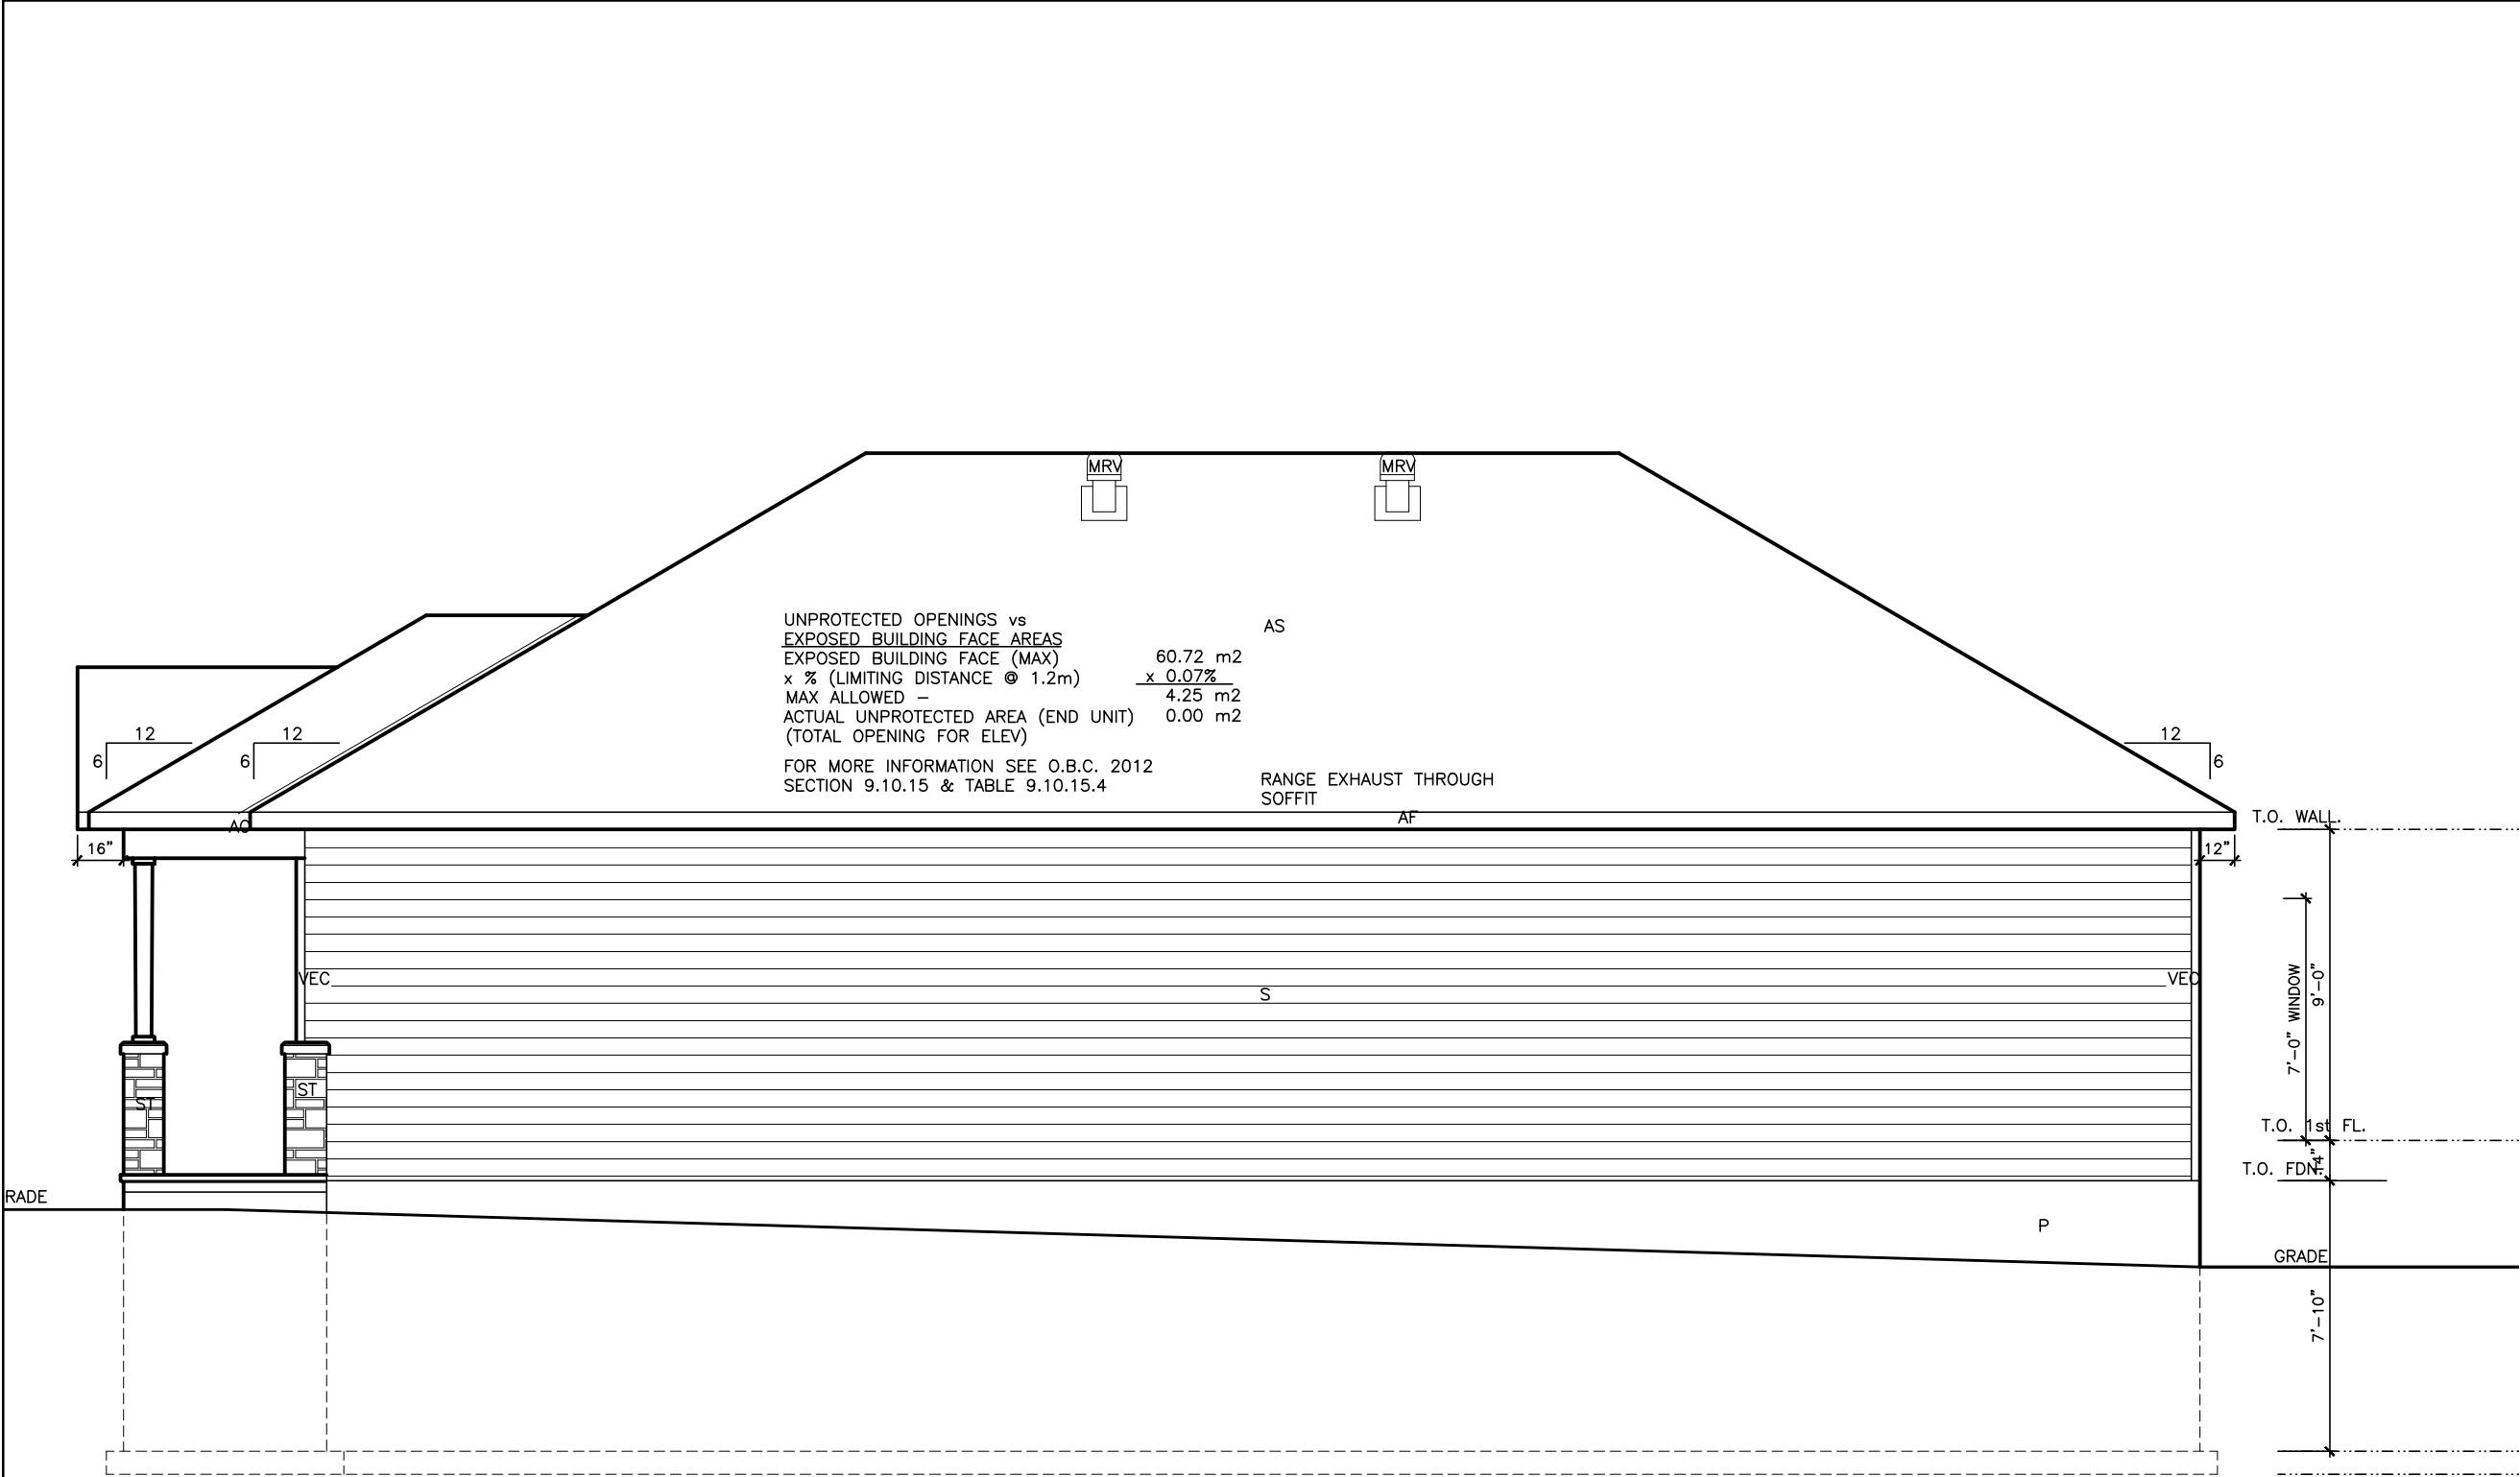 MRV
MRV
UNPROTECTED OPENINGS vs
EXPOSED BUILDING FACE AREAS
EXPOSED BUILDING FACE (MAX) 60.72 m2
x % (LIMITING DISTANCE @ 1.2m) x 0.07%
MAX ALLOWED – 4.25 m2
ACTUAL UNPROTECTED AREA (END UNIT) 0.00 m2
(TOTAL OPENING FOR ELEV)
FOR MORE INFORMATION SEE O.B.C. 2012
SECTION 9.10.15 & TABLE 9.10.15.4
AS
RANGE EXHAUST THROUGH
SOFFIT
12
6
12
6
12
6
AF
T.O. WALL.
16"
12"
VEC
S
VEC
7'-0" WINDOW
9'-0"
ST
ST
T.O. 1st FL.
T.O. FDN.
RADE
P
GRADE
7'-10"